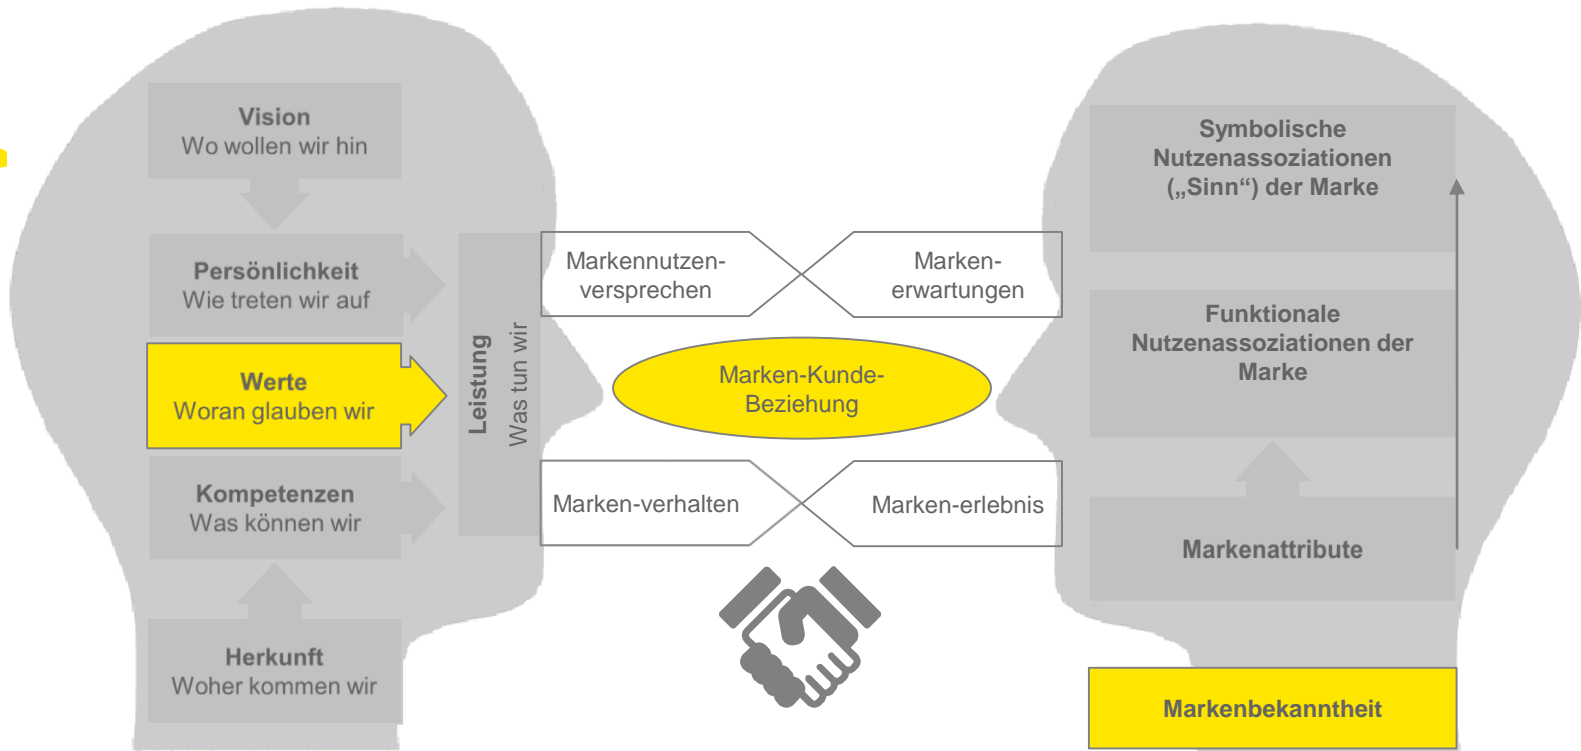 Vision
Wo wollen wir hin
Persönlichkeit
Wie treten wir auf
Werte
Woran glauben wir
Kompetenzen
Was können wir
Herkunft
Woher kommen wir
Leistung
Was tun wir
Markennutzen-
versprechen
Marken-
erwartungen
Marken-Kunde-
Beziehung
Marken-verhalten
Marken-erlebnis
Symbolische
Nutzenassoziationen
(„Sinn“) der Marke
Funktionale
Nutzenassoziationen der
Marke
Markenattribute
Markenbekanntheit